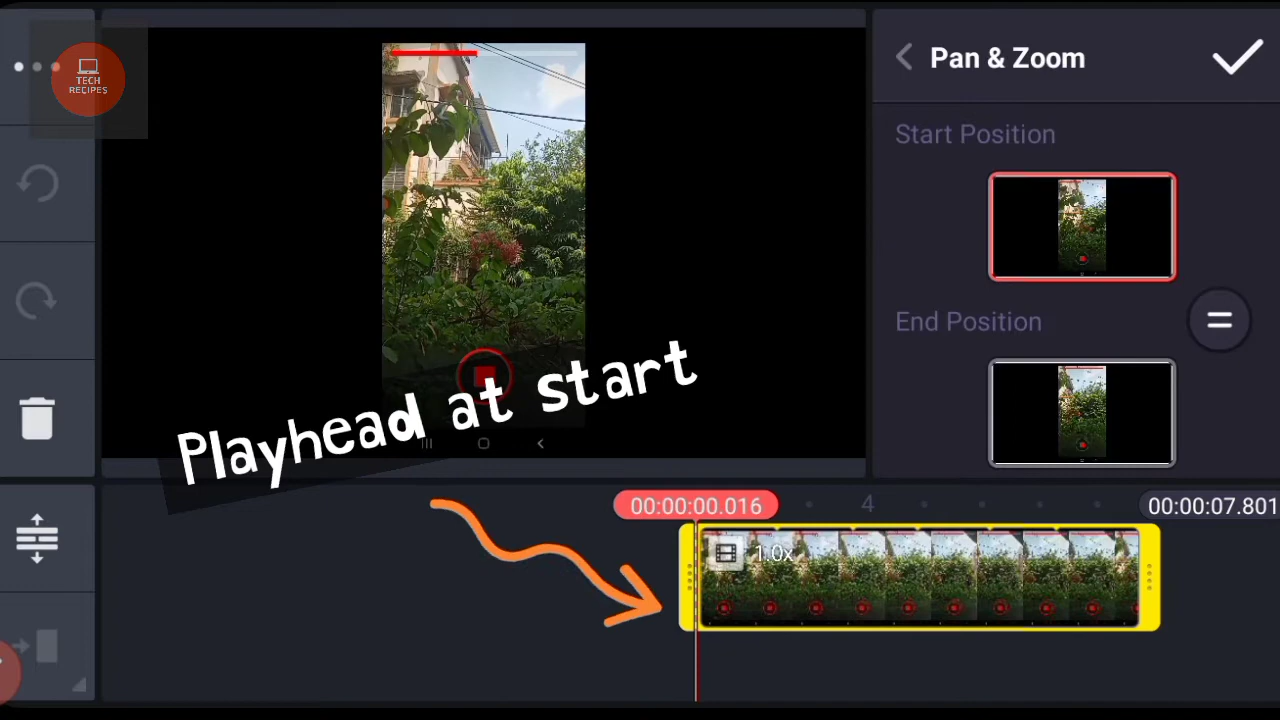 TECH
RECIPES
Pan & Zoom
Start Position
End Position
Playhead at start
00:00:00.016
4
00:00:07.801
1.0x